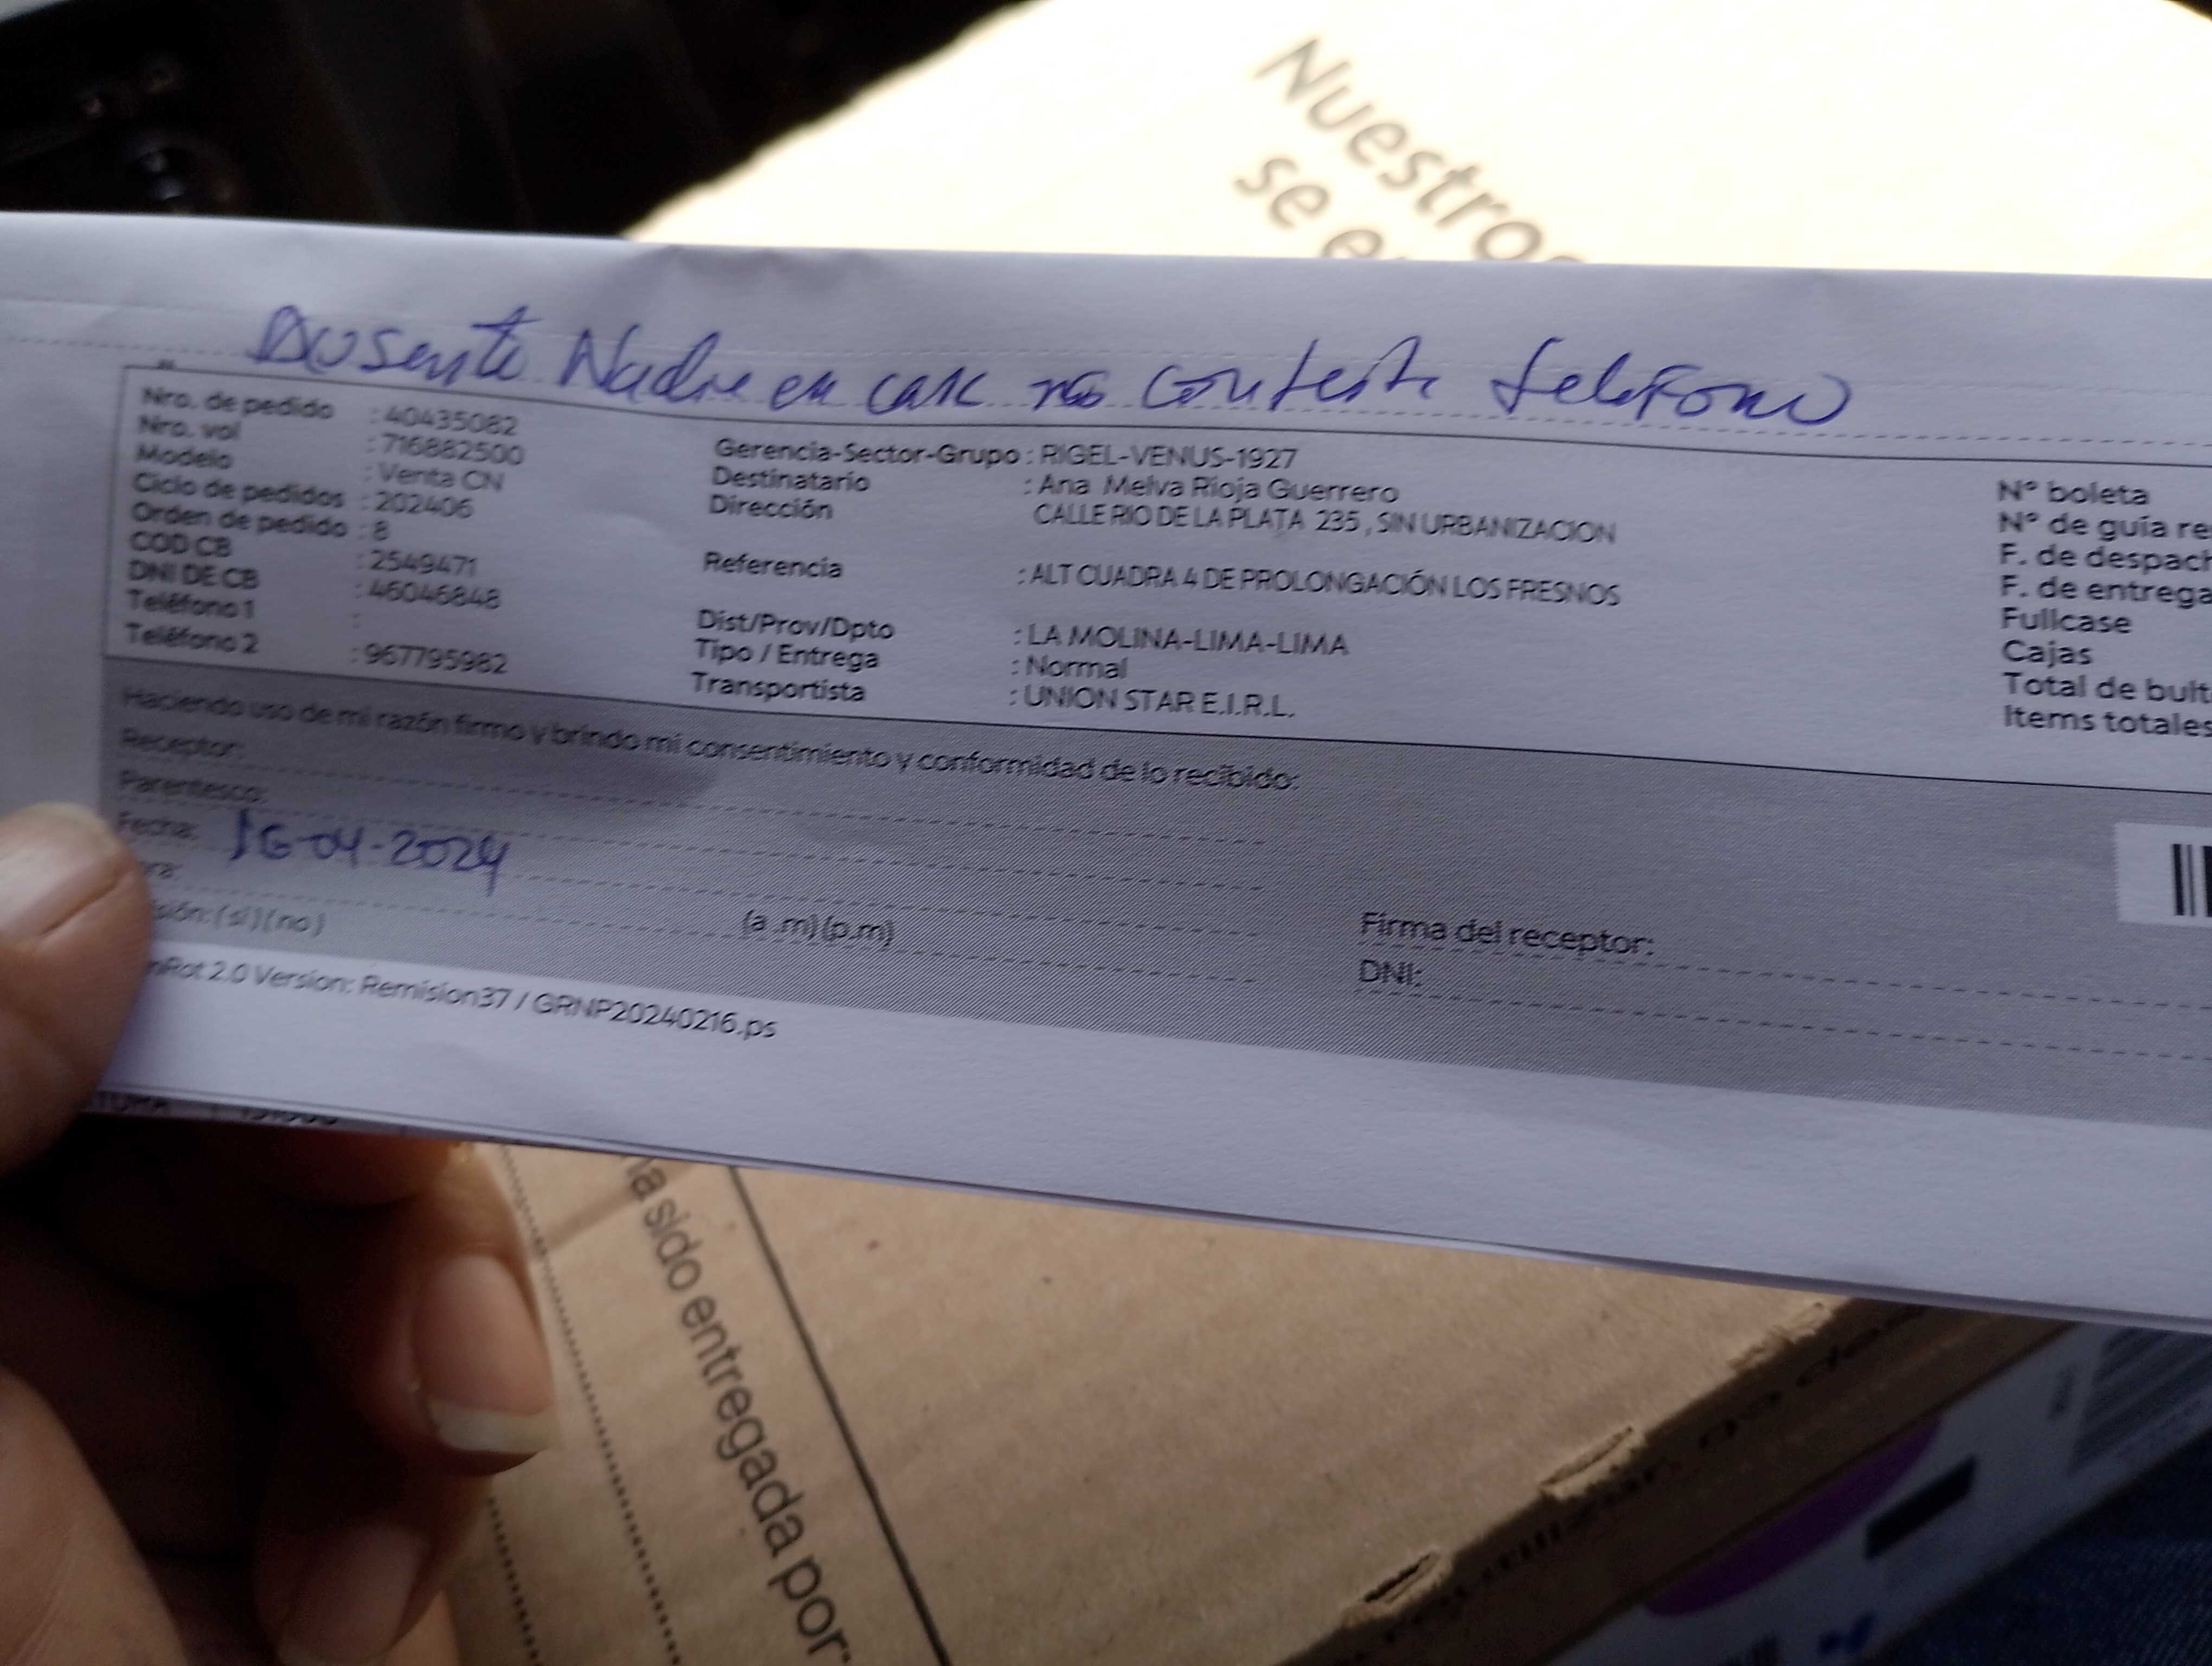 Nuestros
se e
Ausente Nadie en casa no contesta telefono
Nro. de pedido : 40435082
Nro. vol : 716882500
Modelo : Venta CN
Ciclo de pedidos : 202406
Orden de pedido : 8
COD CB : 2549471
DNI DE CB : 46046848
Teléfono 1 :
Teléfono 2 : 967795982
Gerencia-Sector-Grupo : RIGEL-VENUS-1927
Destinatario : Ana Melva Rioja Guerrero
Dirección CALLE RIO DE LA PLATA 235 , SIN URBANIZACION
Referencia : ALT CUADRA 4 DE PROLONGACIÓN LOS FRESNOS
Dist/Prov/Dpto : LA MOLINA-LIMA-LIMA
Tipo / Entrega : Normal
Transportista : UNION STAR E.I.R.L.
N° boleta
N° de guía re
F. de despach
F. de entrega
Fullcase
Cajas
Total de bult
Items totales
Haciendo uso de mi razón firmo y brindo mi consentimiento y conformidad de lo recibido:
Receptor:
Parentesco:
Fecha: 16-04-2024
ra:
(a.m)(p.m)
sión: (si) (no)
Firma del receptor:
DNI:
nRot 2.0 Version: Remision37 / GRNP20240216.ps
ha sido entregada por: